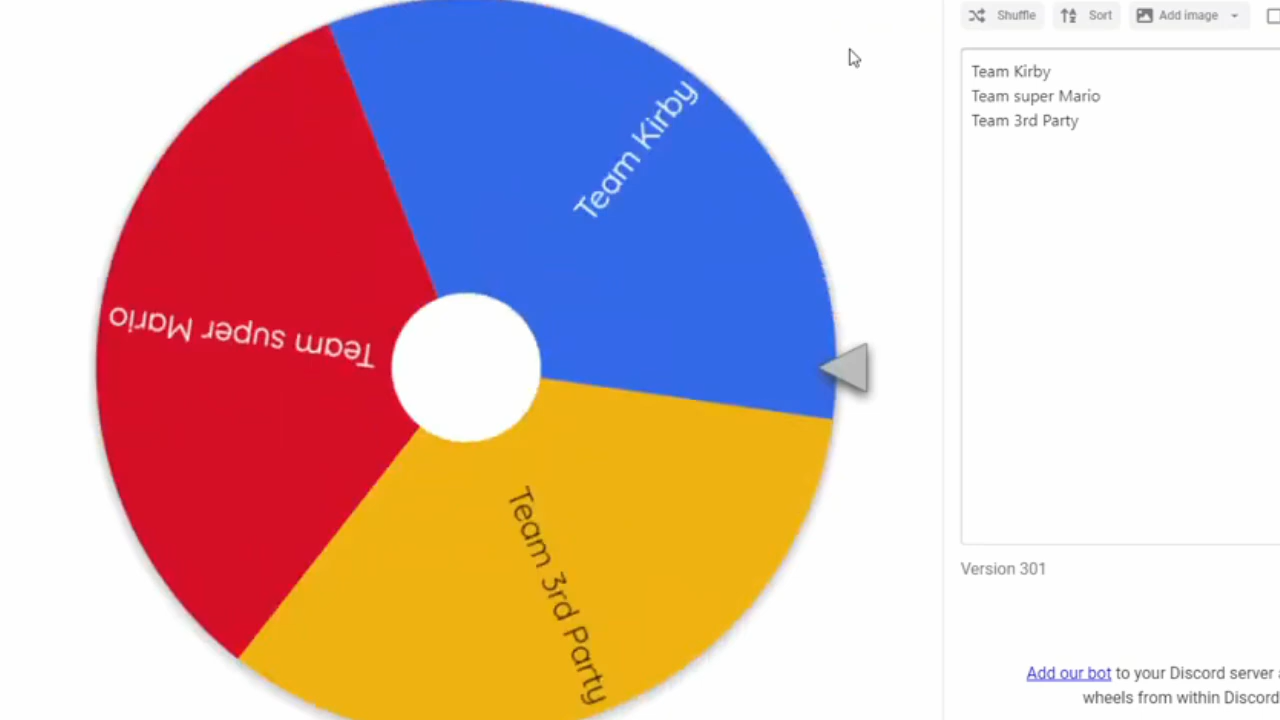 Shuffle
Sort
Add image
Team Kirby
Team super Mario
Team 3rd Party
Team Kirby
Team super Mario
Team 3rd Party
Version 301
Add our bot to your Discord server
wheels from within Discord